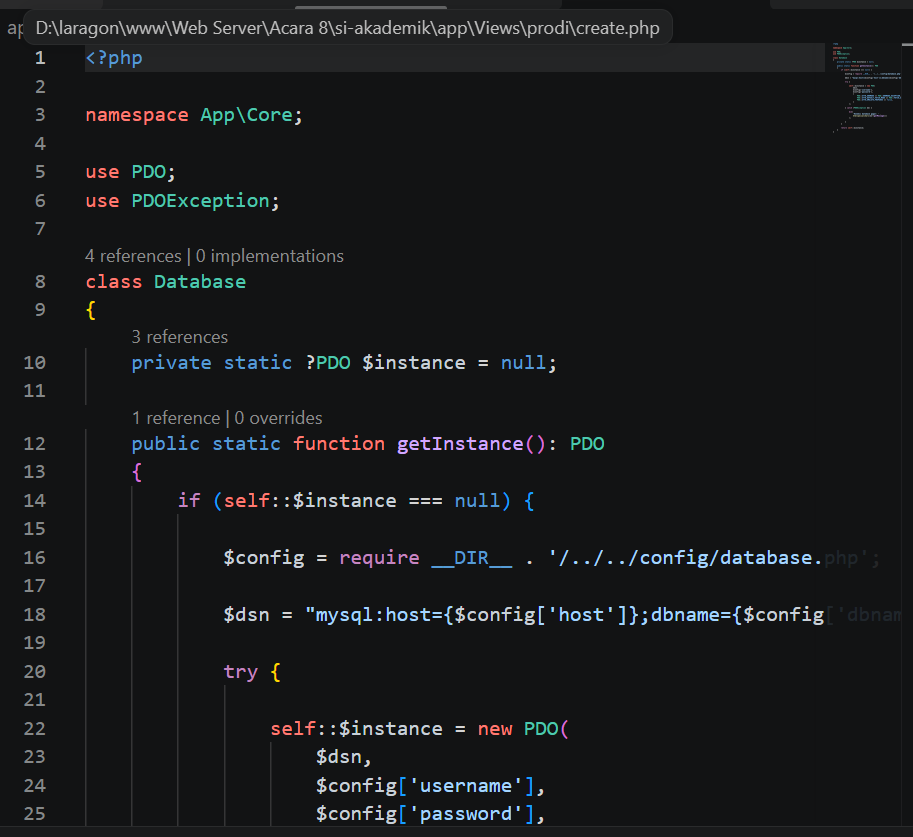 ap
D:\laragon\www\Web Server\Acara 8\si-akademik\app\Views\prodi\create.php
1 <?php
2
3 namespace App\Core;
4
5 use PDO;
6 use PDOException;
7
4 references | 0 implementations
8 class Database
9 {
3 references
10 private static ?PDO $instance = null;
11
1 reference | 0 overrides
12 public static function getInstance(): PDO
13 {
14 if (self::$instance === null) {
15
16 $config = require __DIR__ . '/../../config/database.php';
17
18 $dsn = "mysql:host={$config['host']};dbname={$config['dbnam
19
20 try {
21
22 self::$instance = new PDO(
23 $dsn,
24 $config['username'],
25 $config['password'],